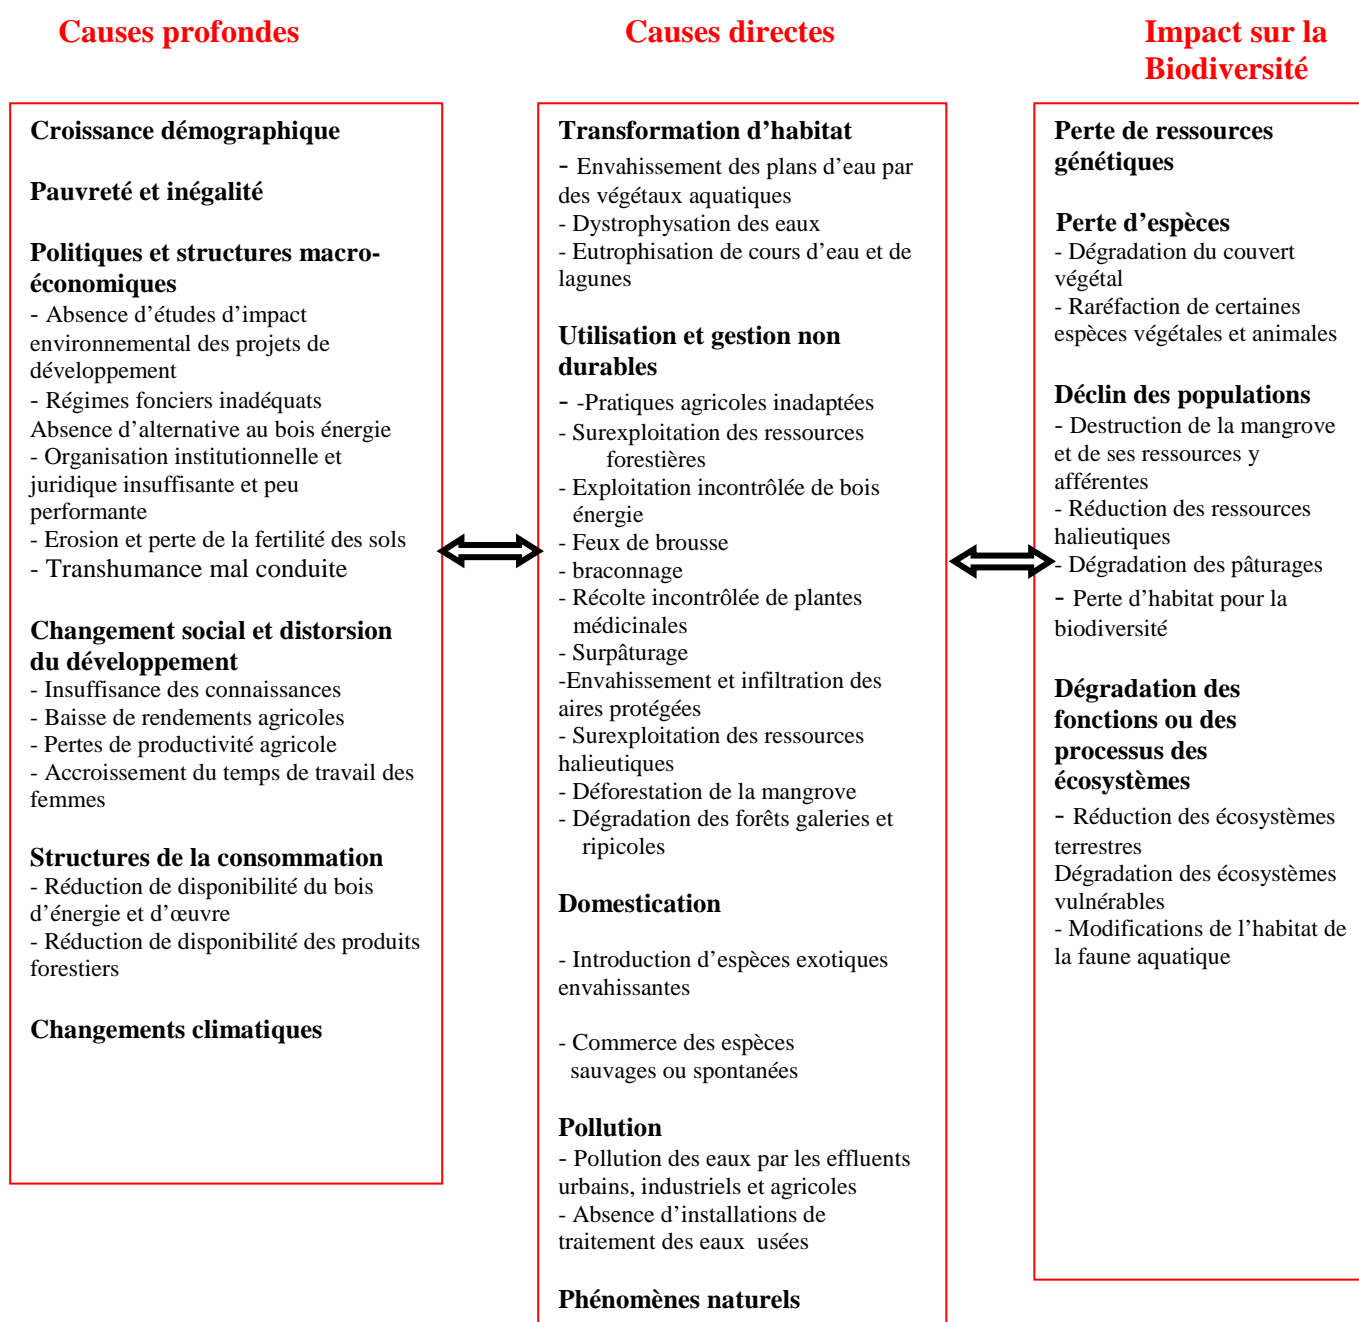 Causes profondes
Croissance démographique
Pauvreté et inégalité
Politiques et structures macro-
économiques
- Absence d’études d’impact
environnemental des projets de
développement
- Régimes fonciers inadéquats
Absence d’alternative au bois énergie
- Organisation institutionnelle et
juridique insuffisante et peu
performante
- Erosion et perte de la fertilité des sols
- Transhumance mal conduite
Changement social et distorsion
du développement
- Insuffisance des connaissances
- Baisse de rendements agricoles
- Pertes de productivité agricole
- Accroissement du temps de travail des
femmes
Structures de la consommation
- Réduction de disponibilité du bois
d’énergie et d’œuvre
- Réduction de disponibilité des produits
forestiers
Changements climatiques
Causes directes
Transformation d’habitat
- Envahissement des plans d’eau par
des végétaux aquatiques
- Dystrophysation des eaux
- Eutrophisation de cours d’eau et de
lagunes
Utilisation et gestion non
durables
- -Pratiques agricoles inadaptées
- Surexploitation des ressources
forestières
- Exploitation incontrôlée de bois
énergie
- Feux de brousse
- braconnage
- Récolte incontrôlée de plantes
médicinales
- Surpâturage
-Envahissement et infiltration des
aires protégées
- Surexploitation des ressources
halieutiques
- Déforestation de la mangrove
- Dégradation des forêts galeries et
ripicoles
Domestication
- Introduction d’espèces exotiques
envahissantes
- Commerce des espèces
sauvages ou spontanées
Pollution
- Pollution des eaux par les effluents
urbains, industriels et agricoles
- Absence d’installations de
traitement des eaux usées
Phénomènes naturels
Impact sur la
Biodiversité
Perte de ressources
génétiques
Perte d’espèces
- Dégradation du couvert
végétal
- Raréfaction de certaines
espèces végétales et animales
Déclin des populations
- Destruction de la mangrove
et de ses ressources y
afférentes
- Réduction des ressources
halieutiques
- Dégradation des pâturages
- Perte d’habitat pour la
biodiversité
Dégradation des
fonctions ou des
processus des
écosystèmes
- Réduction des écosystèmes
terrestres
Dégradation des écosystèmes
vulnérables
- Modifications de l’habitat de
la faune aquatique